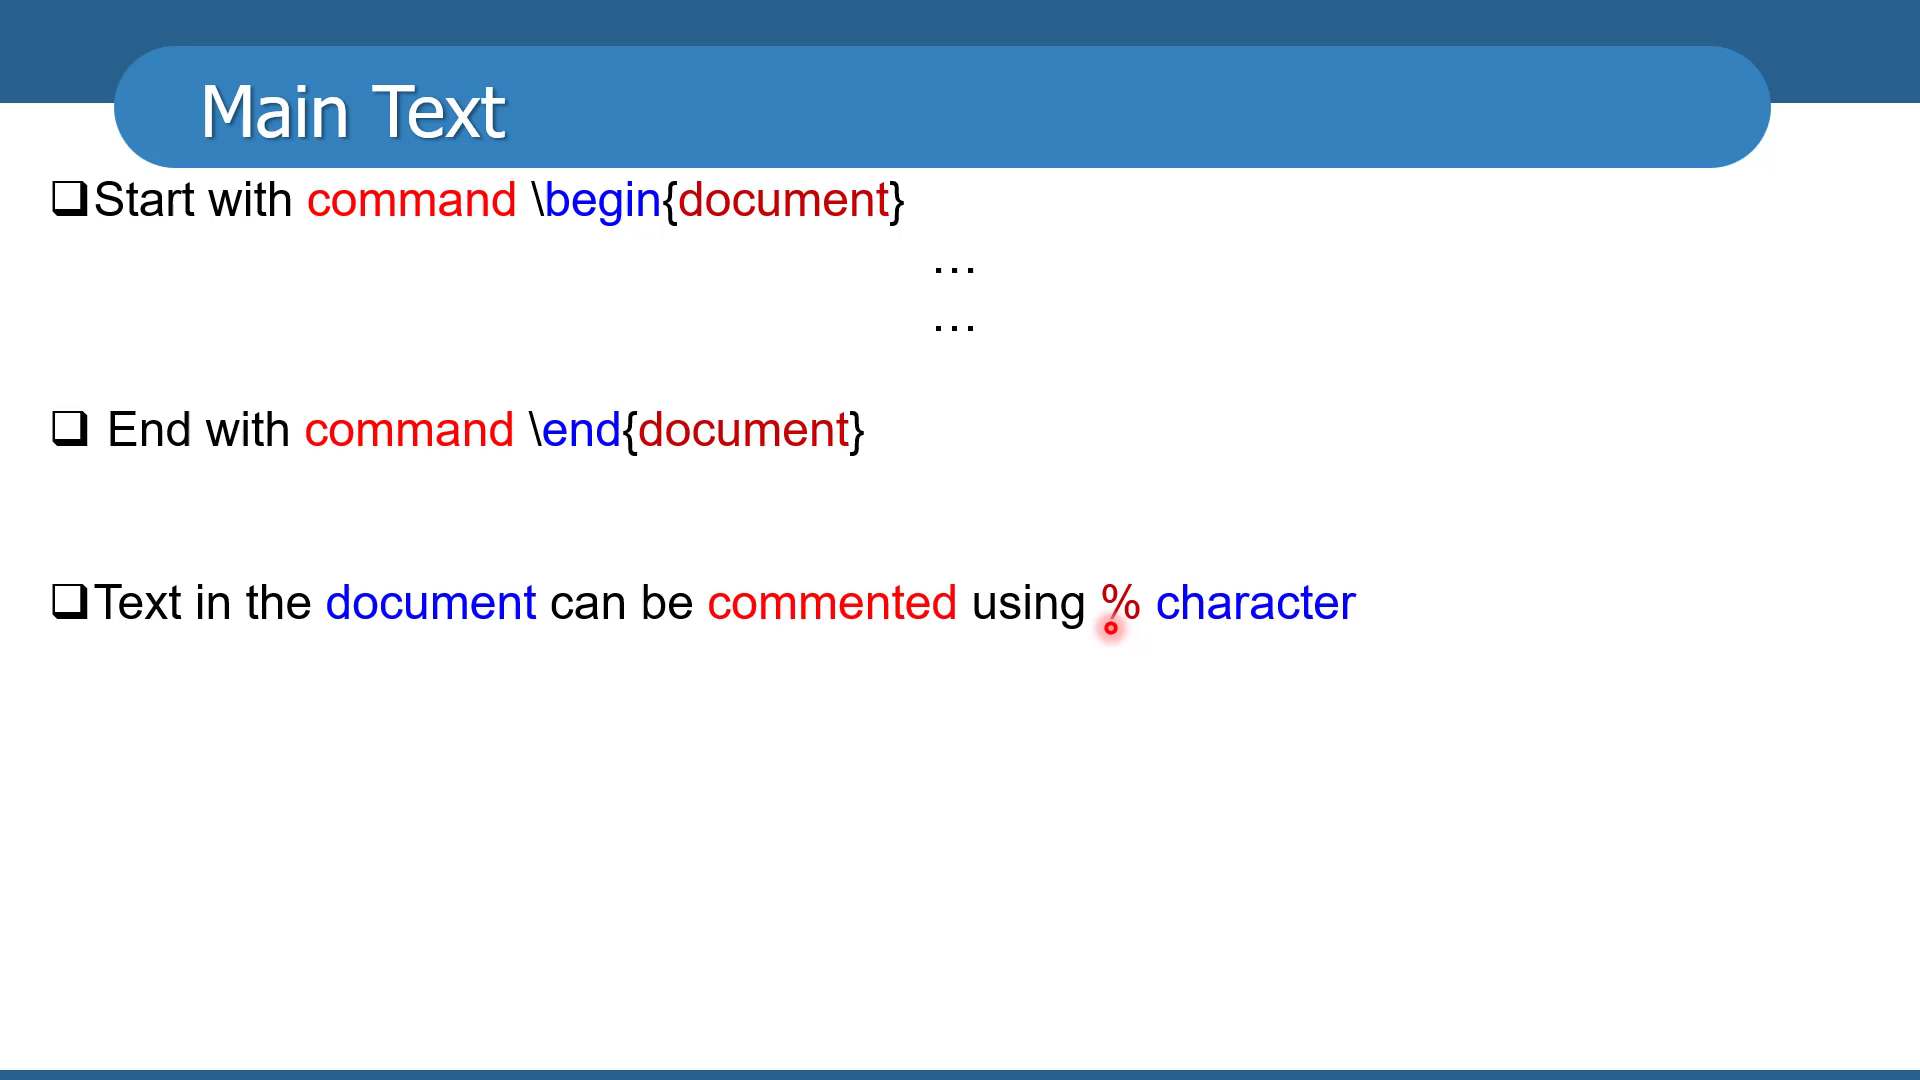 Main Text
❑Start with command \begin{document}
…
…
❑ End with command \end{document}
❑Text in the document can be commented using % character